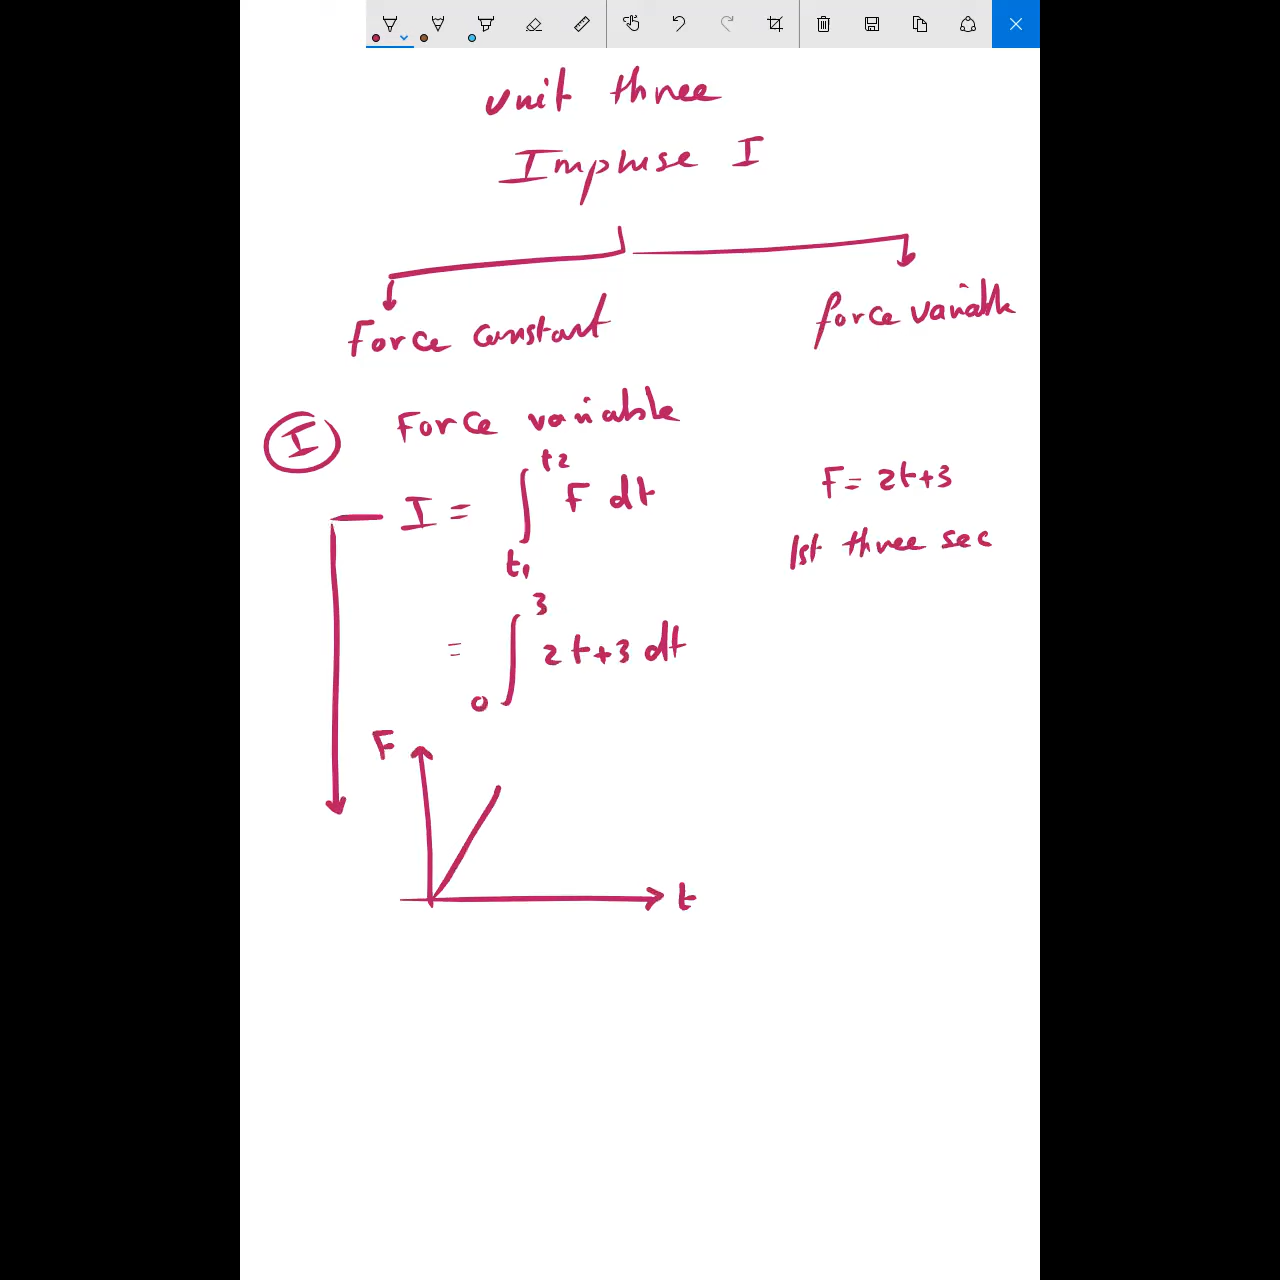 Unit three
Impluse I
Force constant
force variable
I Force variable
I = ∫ t1 t2 F dt
F = 2t+3
1st three sec
= ∫ 0 3 2t+3 dt
F
t